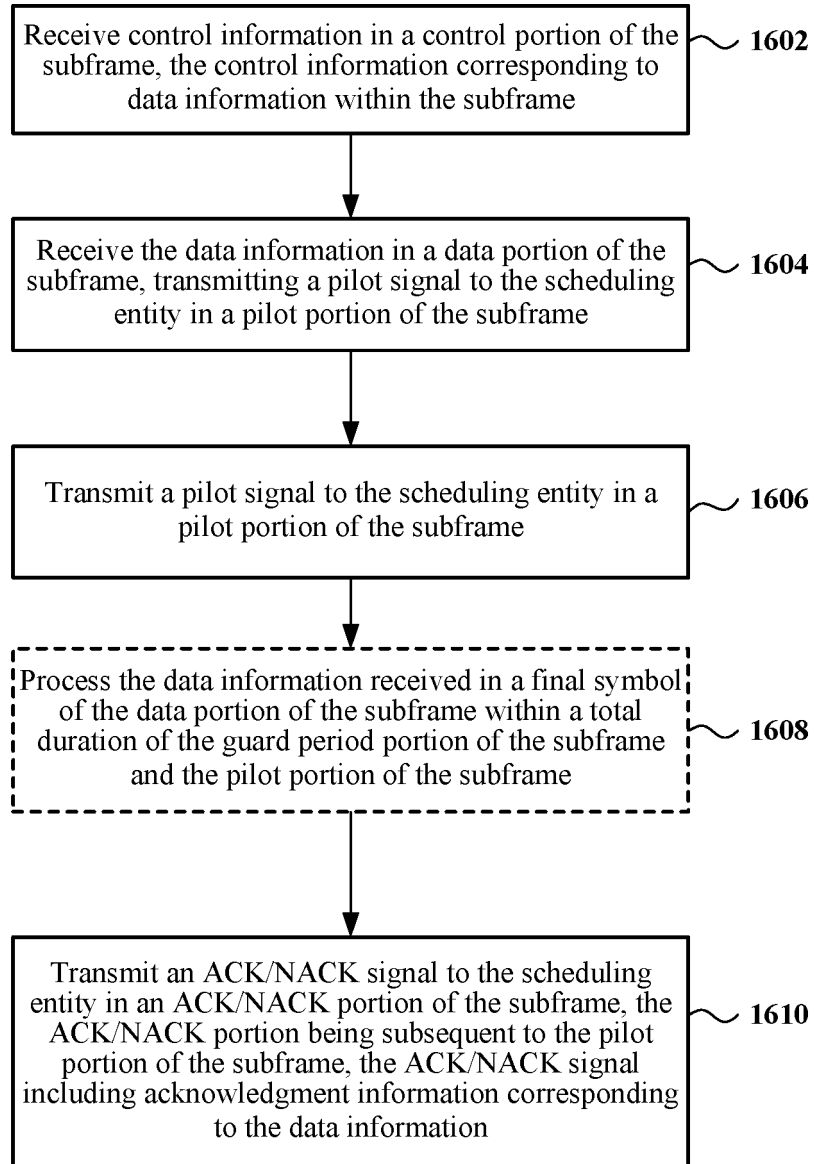 Receive control information in a control portion of the
subframe, the control information corresponding to
data information within the subframe
1602
Receive the data information in a data portion of the
subframe, transmitting a pilot signal to the scheduling
entity in a pilot portion of the subframe
1604
Transmit a pilot signal to the scheduling entity in a
pilot portion of the subframe
1606
Process the data information received in a final symbol
of the data portion of the subframe within a total
duration of the guard period portion of the subframe
and the pilot portion of the subframe
1608
Transmit an ACK/NACK signal to the scheduling
entity in an ACK/NACK portion of the subframe, the
ACK/NACK portion being subsequent to the pilot
portion of the subframe, the ACK/NACK signal
including acknowledgment information corresponding
to the data information
1610